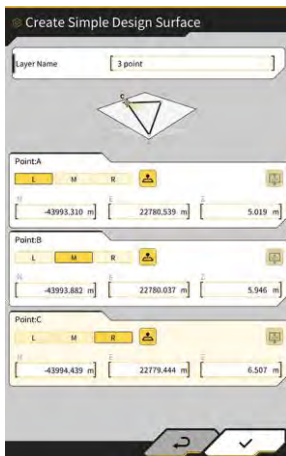 Create Simple Design Surface
Layer Name [ 3 point ]
C
Point:A
L M R
N E Z
[ -43993.310 m] [ 22780.539 m] [ 5.019 m]
Point:B
L M R
N E Z
[ -43993.882 m] [ 22780.037 m] [ 5.946 m]
Point:C
L M R
N E Z
[ -43994.439 m] [ 22779.444 m] [ 6.507 m]